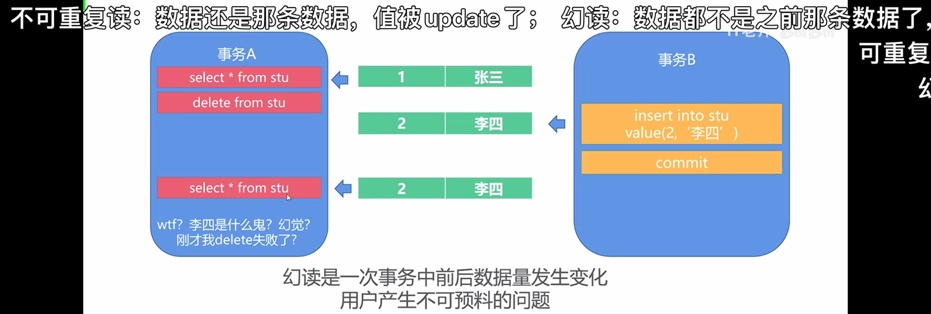 不可重复读：数据还是那条数据，值被update了；
幻读：数据都不是之前那条数据了，
可重复
幻
事务A
select * from stu
delete from stu
select * from stu
wtf？李四是什么鬼？幻觉？
刚才我delete失败了？
1 张三
2 李四
2 李四
事务B
insert into stu
value(2,‘李四’)
commit
幻读是一次事务中前后数据量发生变化
用户产生不可预料的问题